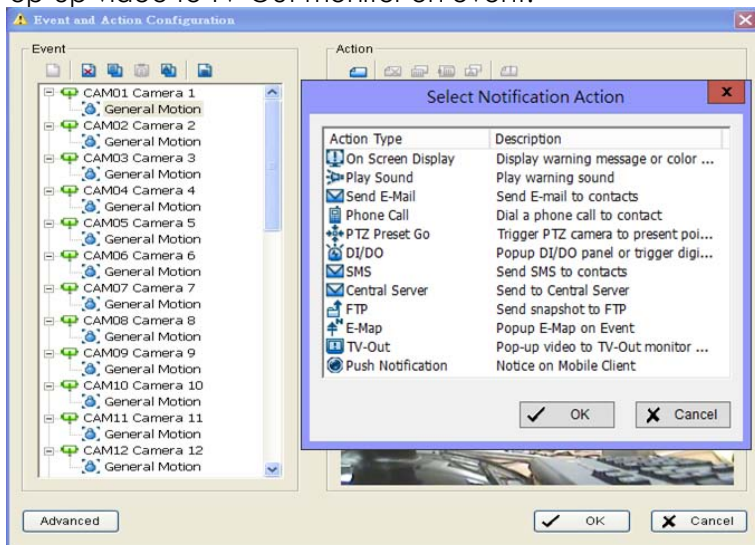 op-up video to TV-Out monitor on event.
Event and Action Configuration
Event
CAM01 Camera 1
General Motion
CAM02 Camera 2
General Motion
CAM03 Camera 3
General Motion
CAM04 Camera 4
General Motion
CAM05 Camera 5
General Motion
CAM06 Camera 6
General Motion
CAM07 Camera 7
General Motion
CAM08 Camera 8
General Motion
CAM09 Camera 9
General Motion
CAM10 Camera 10
General Motion
CAM11 Camera 11
General Motion
CAM12 Camera 12
General Motion
Action
Select Notification Action
Action Type Description
On Screen Display Display warning message or color ...
Play Sound Play warning sound
Send E-Mail Send E-mail to contacts
Phone Call Dial a phone call to contact
PTZ Preset Go Trigger PTZ camera to present poi...
DI/DO Popup DI/DO panel or trigger digi...
SMS Send SMS to contacts
Central Server Send to Central Server
FTP Send snapshot to FTP
E-Map Popup E-Map on Event
TV-Out Pop-up video to TV-Out monitor ...
Push Notification Notice on Mobile Client
OK Cancel
Advanced OK Cancel